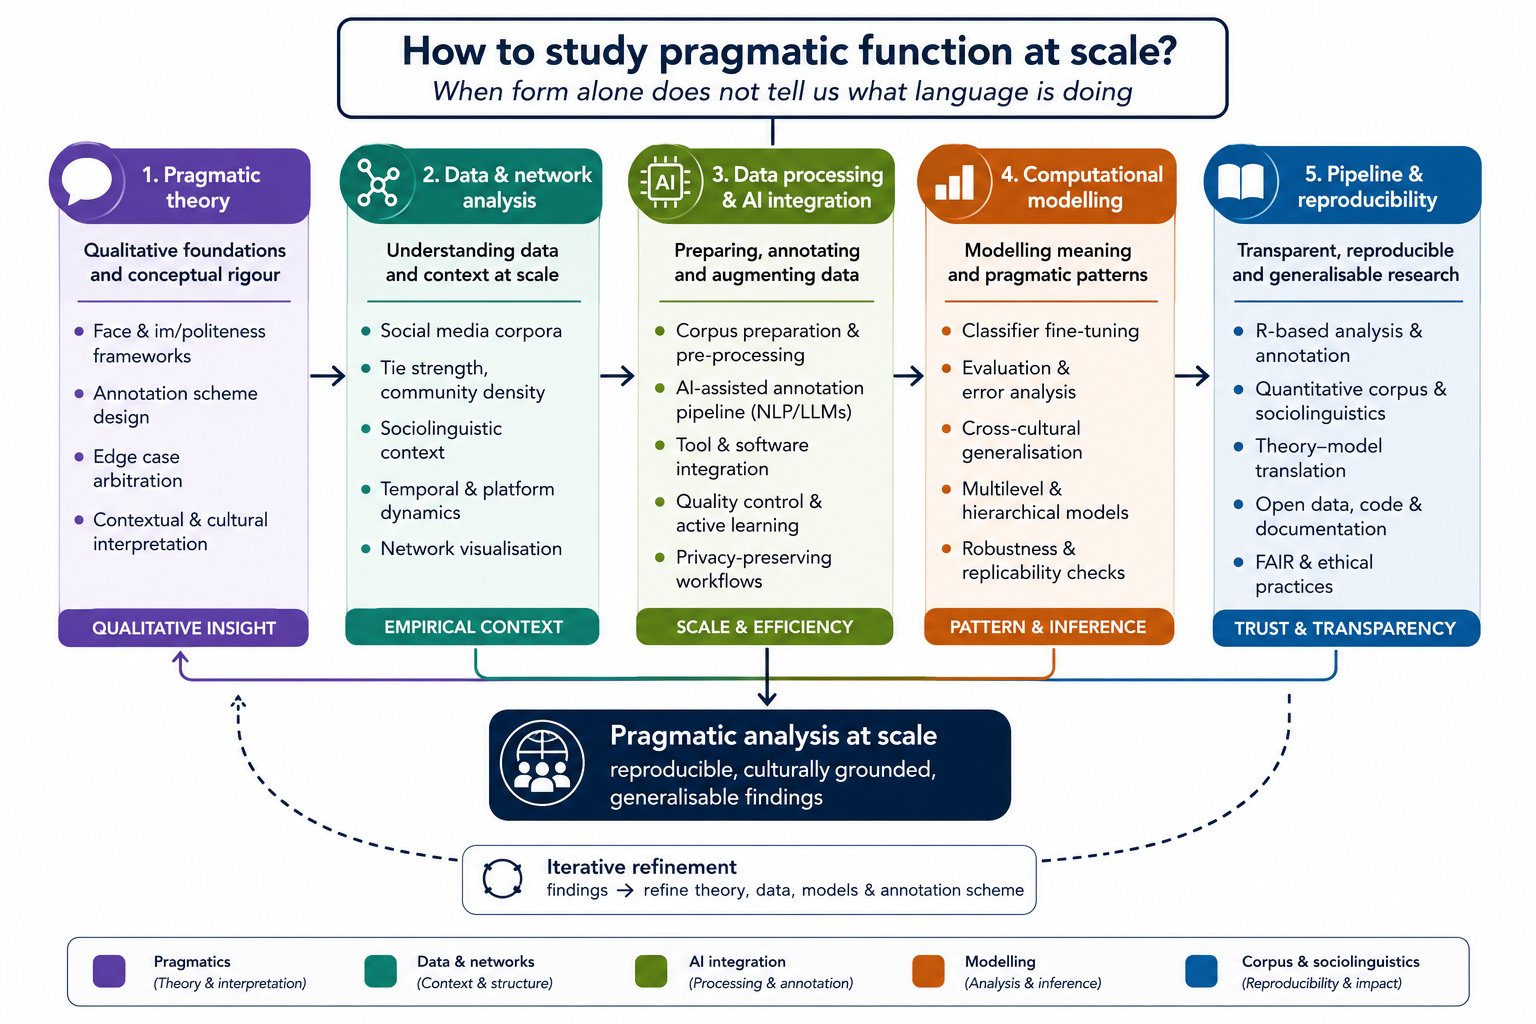 How to study pragmatic function at scale?
When form alone does not tell us what language is doing
1. Pragmatic
theory
Qualitative foundations
and conceptual rigour
Face & im/politeness
frameworks
Annotation scheme
design
Edge case
arbitration
Contextual & cultural
interpretation
QUALITATIVE INSIGHT
2. Data & network
analysis
Understanding data
and context at scale
Social media corpora
Tie strength,
community density
Sociolinguistic
context
Temporal & platform
dynamics
Network visualisation
EMPIRICAL CONTEXT
AI
3. Data processing
& AI integration
Preparing, annotating
and augmenting data
Corpus preparation &
pre-processing
AI-assisted annotation
pipeline (NLP/LLMs)
Tool & software
integration
Quality control &
active learning
Privacy-preserving
workflows
SCALE & EFFICIENCY
4. Computational
modelling
Modelling meaning
and pragmatic patterns
Classifier fine-tuning
Evaluation &
error analysis
Cross-cultural
generalisation
Multilevel &
hierarchical models
Robustness &
replicability checks
PATTERN & INFERENCE
5. Pipeline &
reproducibility
Transparent, reproducible
and generalisable research
R-based analysis &
annotation
Quantitative corpus &
sociolinguistics
Theory–model
translation
Open data, code &
documentation
FAIR & ethical
practices
TRUST & TRANSPARENCY
Pragmatic analysis at scale
reproducible, culturally grounded,
generalisable findings
Iterative refinement
findings → refine theory, data, models & annotation scheme
Pragmatics
(Theory & interpretation)
Data & networks
(Context & structure)
AI integration
(Processing & annotation)
Modelling
(Analysis & inference)
Corpus & sociolinguistics
(Reproducibility & impact)